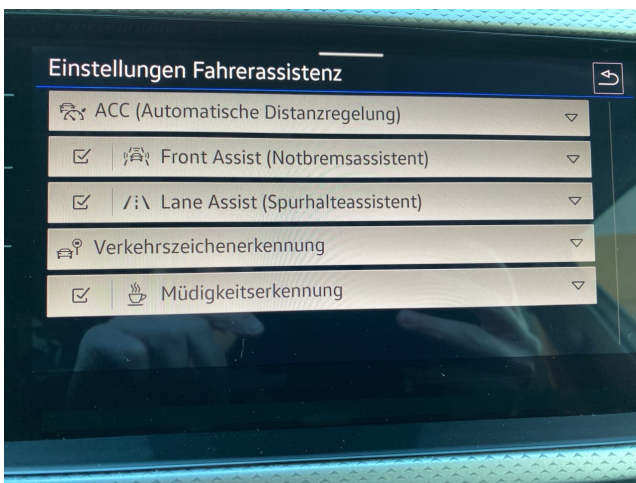 Einstellungen Fahrerassistenz
ACC (Automatische Distanzregelung)
Front Assist (Notbremsassistent)
Lane Assist (Spurhalteassistent)
Verkehrszeichenerkennung
Müdigkeitserkennung